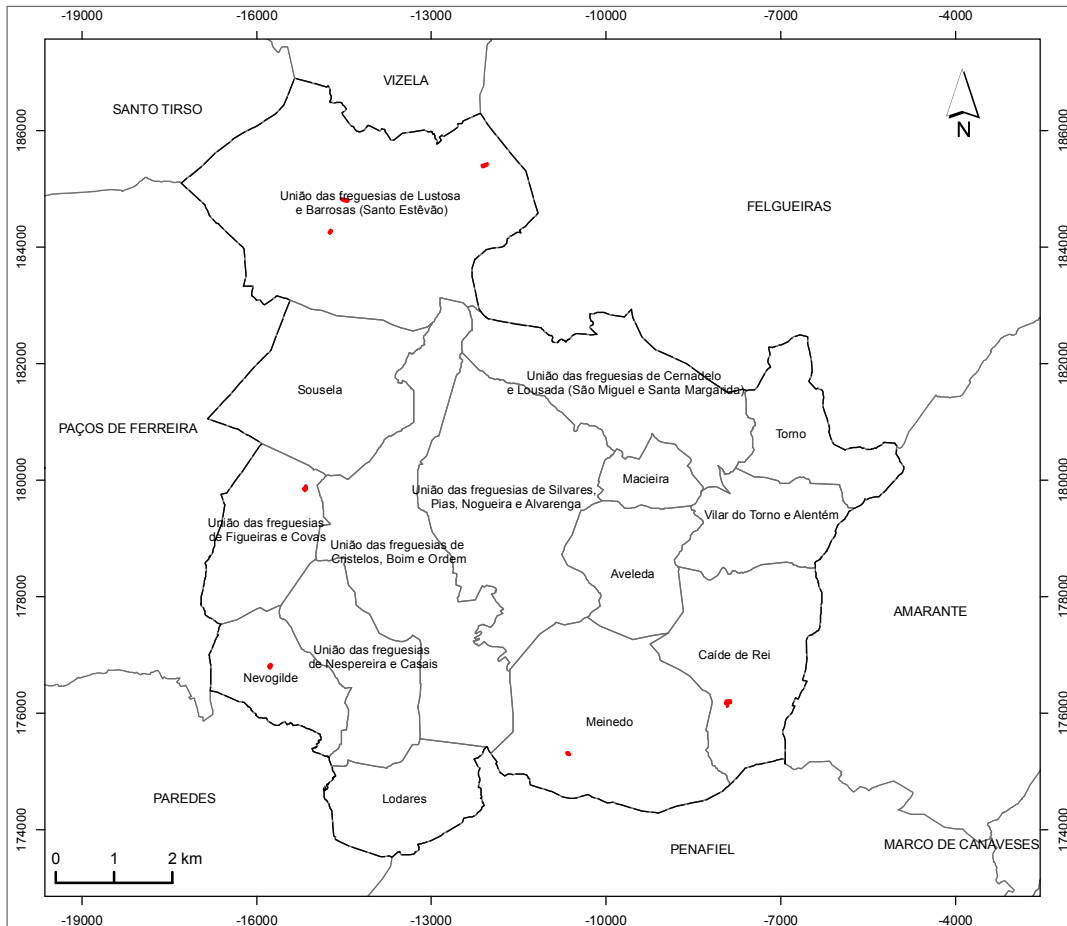 -19000 -16000 -13000 -10000 -7000 -4000
VIZELA
SANTO TIRSO
N
186000 186000
União das freguesias de Lustosa
e Barrosas (Santo Estêvão)
FELGUEIRAS
184000 184000
182000 182000
União das freguesias de Cernadelo
e Lousada (São Miguel e Santa Margarida)
Sousela
PAÇOS DE FERREIRA
Torno
180000 180000
Macieira
União das freguesias de Silvares,
Pias, Nogueira e Alvarenga
Vilar do Torno e Alentém
União das freguesias
de Figueiras e Covas
União das freguesias de
Cristelos, Boim e Ordem
Aveleda
178000 178000
AMARANTE
União das freguesias
de Nespereira e Casais
Caíde de Rei
Nevogilde
176000 176000
Meinedo
PAREDES
Lodares
174000 174000
MARCO DE CANAVESES
PENAFIEL
0 1 2 km
-19000 -16000 -13000 -10000 -7000 -4000